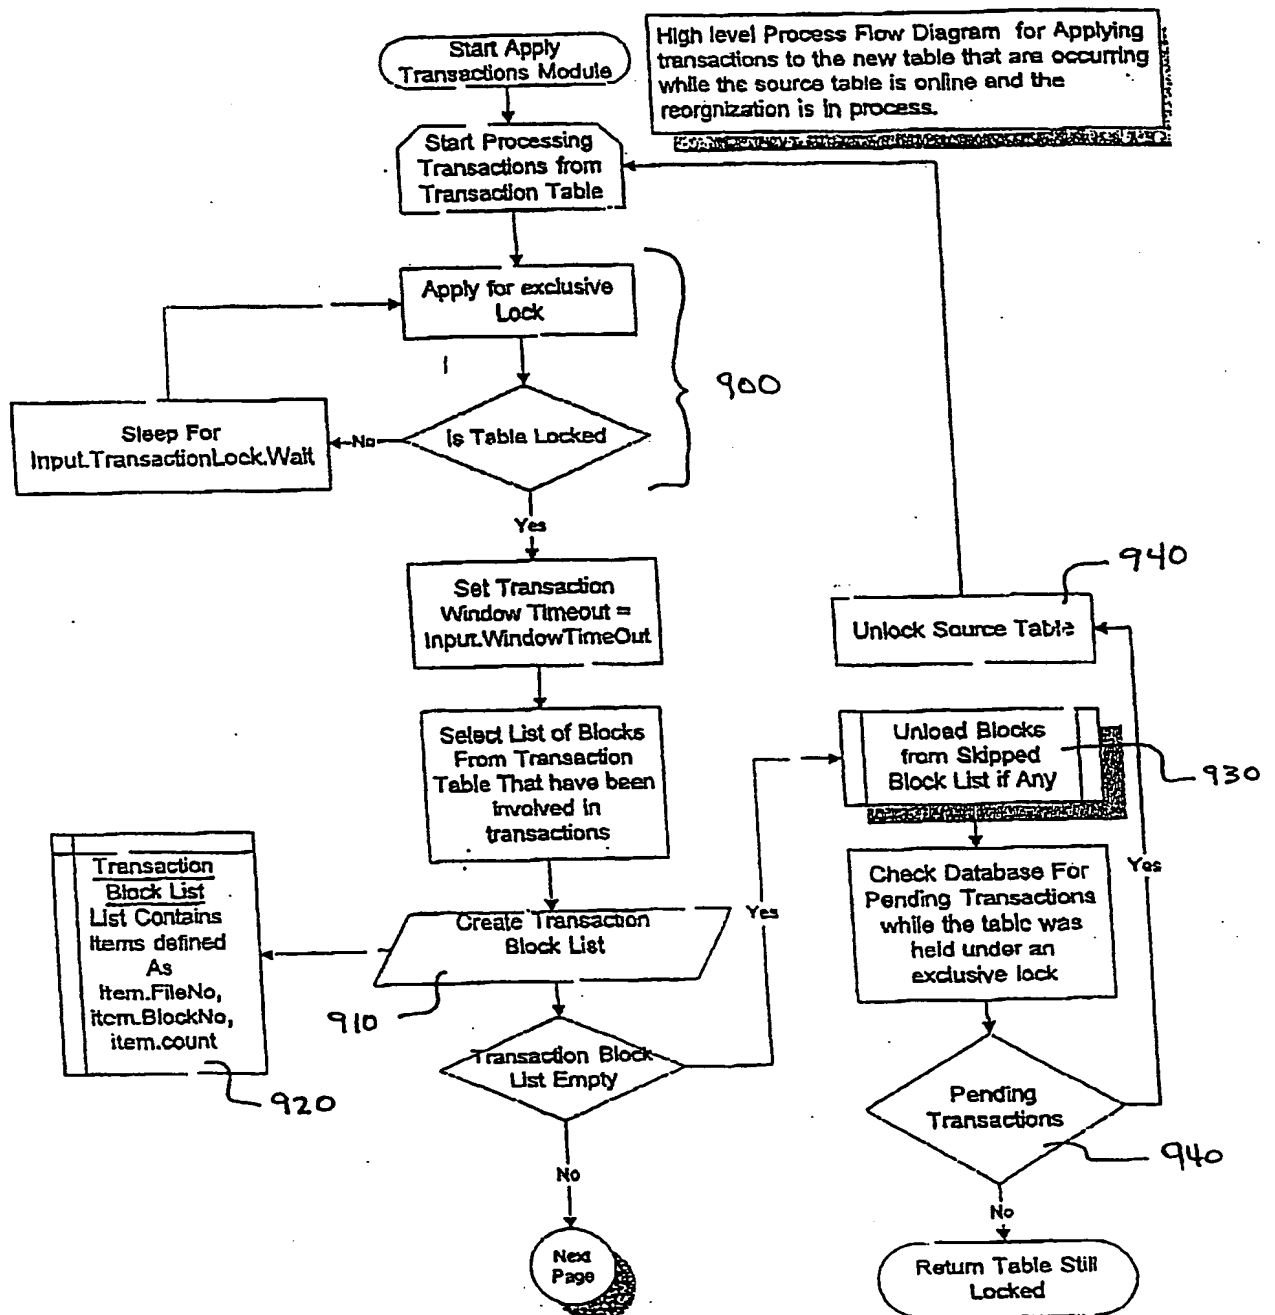 High level Process Flow Diagram for Applying
transactions to the new table that are occurring
while the source table is online and the
reorgnization is in process.
Start Apply
Transactions Module
Start Processing
Transactions from
Transaction Table
Apply for exclusive
Lock
900
Is Table Locked
No
Sleep For
Input.TransactionLock.Wait
Yes
Set Transaction
Window Timeout =
Input.WindowTimeOut
Select List of Blocks
From Transaction
Table That have been
involved in
transactions
Create Transaction
Block List
910
Transaction
Block List
List Contains
Items defined
As
Item.FileNo,
item.BlockNo,
item.count
920
Transaction Block
List Empty
Yes
No
Next
Page
940
Unlock Source Table
Unload Blocks
from Skipped
Block List if Any
930
Check Database For
Pending Transactions
while the table was
held under an
exclusive lock
Yes
Pending
Transactions
940
No
Return Table Still
Locked